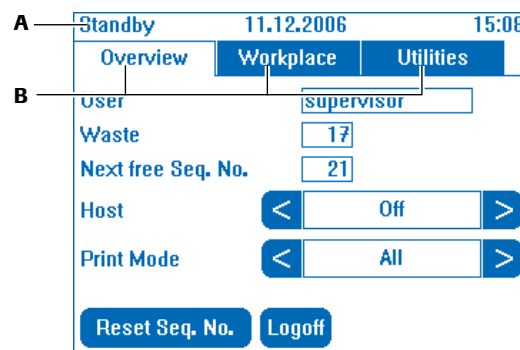 A Standby 11.12.2006 15:08
Overview Workplace Utilities
B
User supervisor
Waste 17
Next free Seq. No. 21
Host < Off >
Print Mode < All >
Reset Seq. No. Logoff